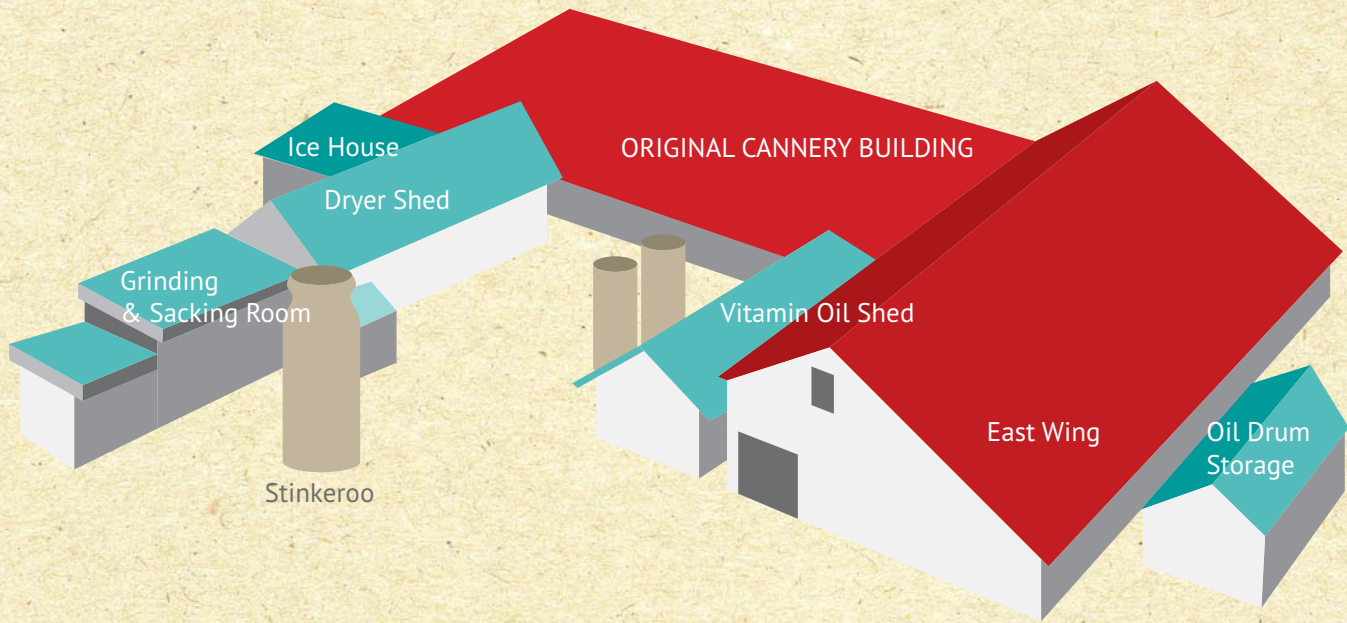 Ice House
ORIGINAL CANNERY BUILDING
Dryer Shed
Grinding
& Sacking Room
Vitamin Oil Shed
East Wing
Oil Drum
Storage
Stinkeroo